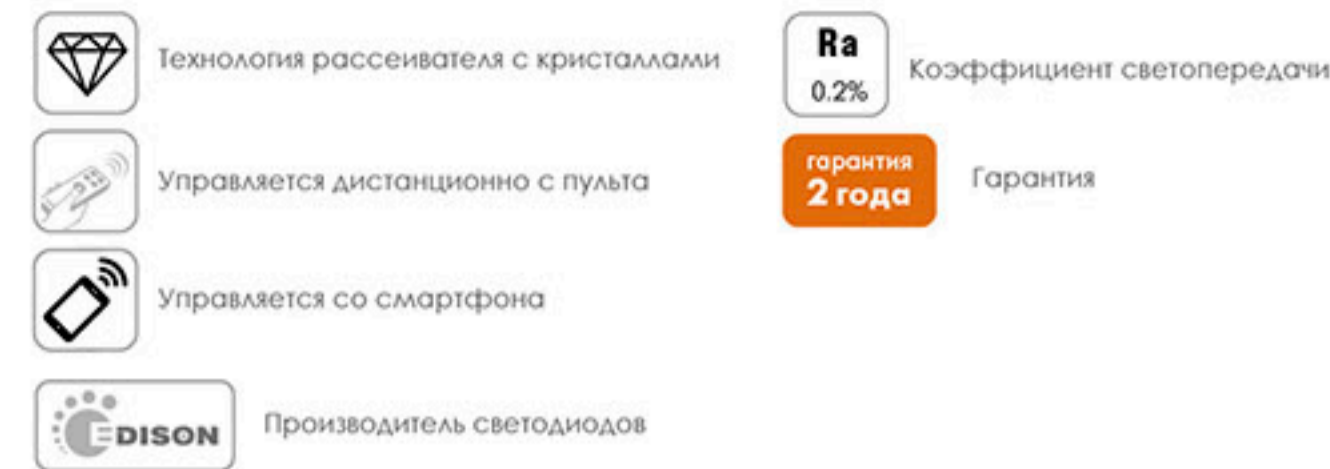 Технология рассеивателя с кристаллами
Управляется дистанционно с пульта
Управляется со смартфона
EDISON
Производитель светодиодов
Ra
0.2%
Коэффициент светопередачи
гарантия
2 года
Гарантия